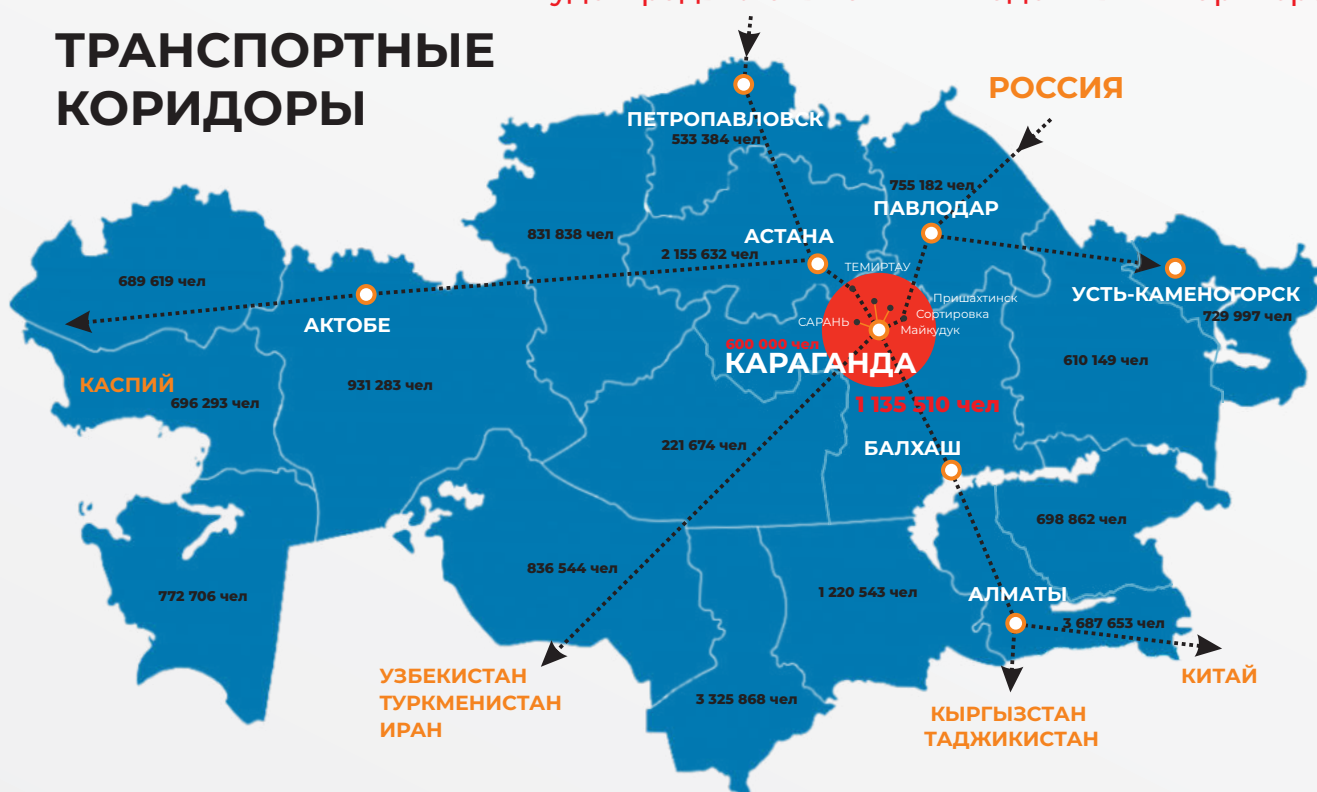 ТРАНСПОРТНЫЕ
КОРИДОРЫ
РОССИЯ
ПЕТРОПАВЛОВСК
533 384 чел
755 182 чел
ПАВЛОДАР
831 838 чел
АСТАНА
2 155 632 чел
ТЕМИРТАУ
689 619 чел
УСТЬ-КАМЕНОГОРСК
729 997 чел
Пришахтинск
Сортировка
Майкудук
САРАНЬ
АКТОБЕ
600 000 чел
КАРАГАНДА
610 149 чел
КАСПИЙ
931 283 чел
696 293 чел
1 135 510 чел
221 674 чел
БАЛХАШ
698 862 чел
836 544 чел
772 706 чел
1 220 543 чел
АЛМАТЫ
3 687 653 чел
УЗБЕКИСТАН
ТУРКМЕНИСТАН
ИРАН
3 325 868 чел
КИТАЙ
КЫРГЫЗСТАН
ТАДЖИКИСТАН